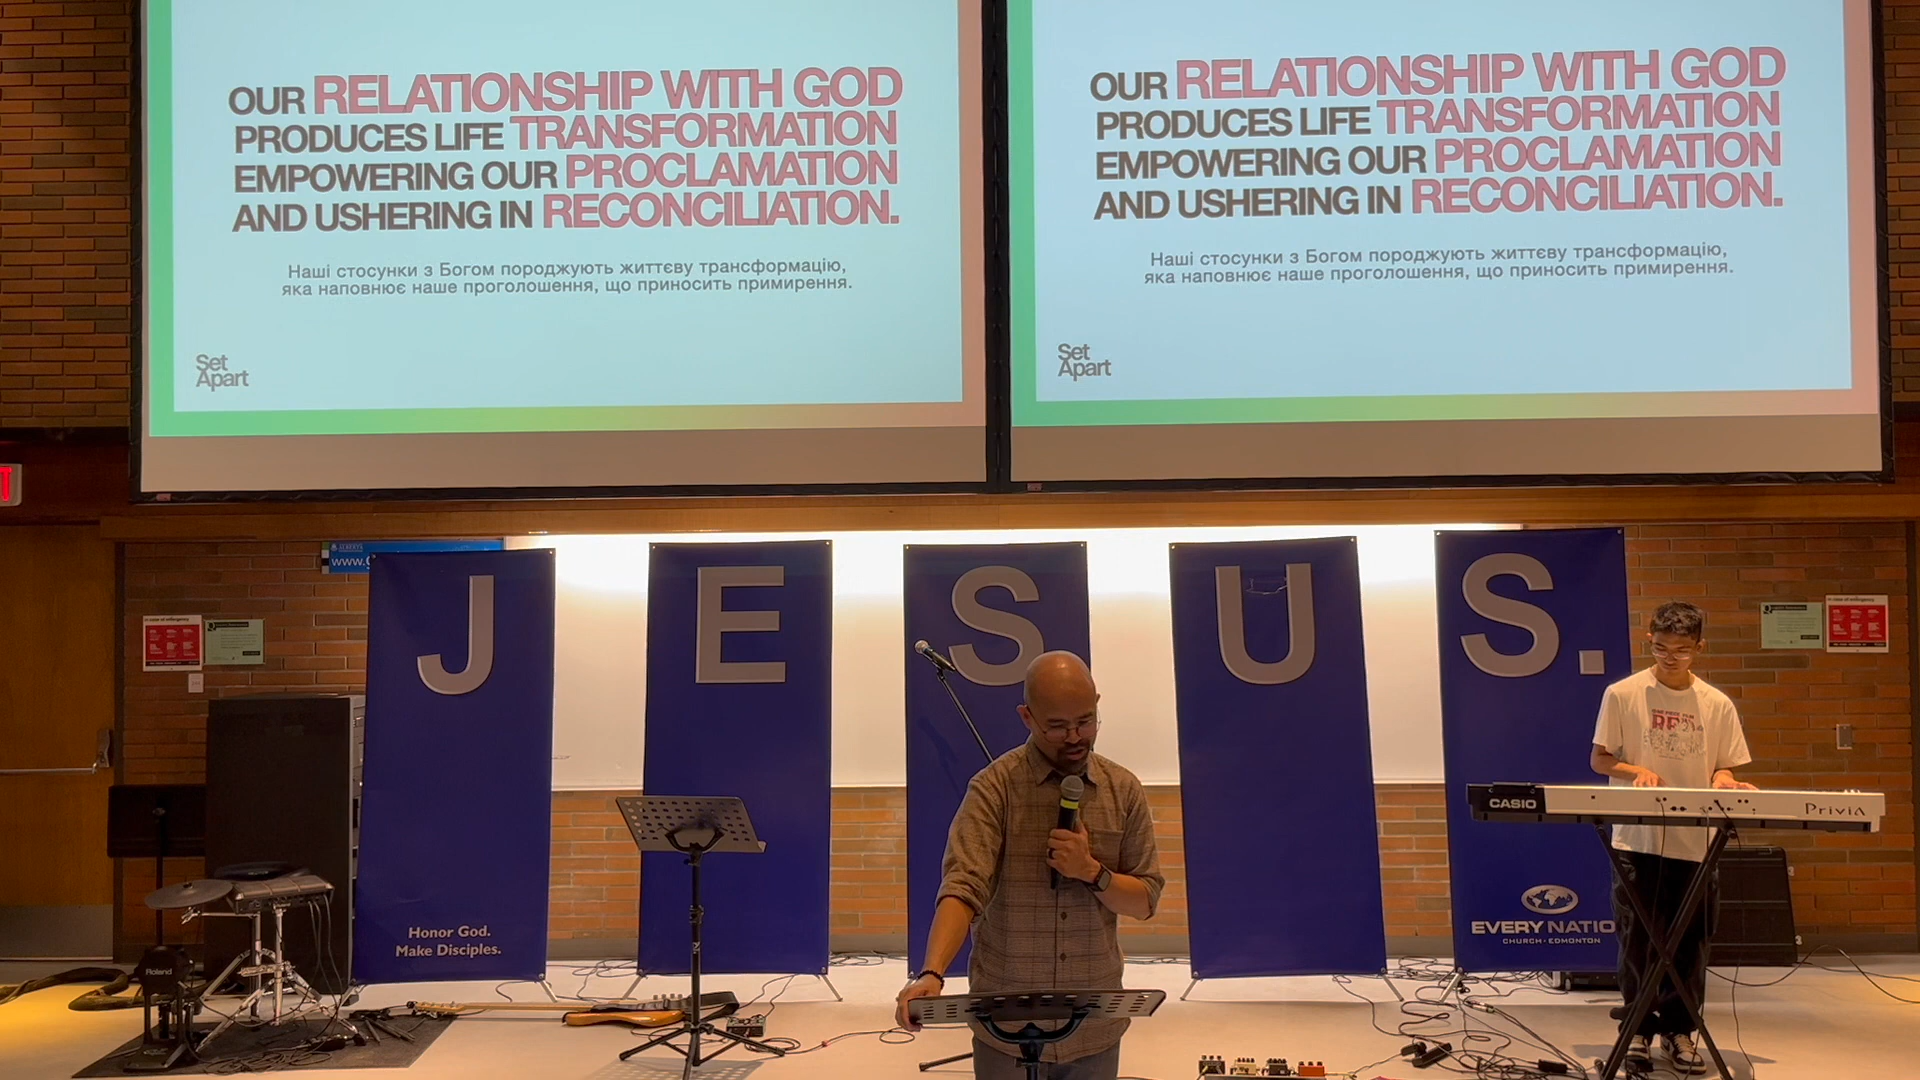 OUR RELATIONSHIP WITH GOD
PRODUCES LIFE TRANSFORMATION
EMPOWERING OUR PROCLAMATION
AND USHERING IN RECONCILIATION.
Наші стосунки з Богом породжують життєву трансформацію,
яка наповнює наше проголошення, що приносить примирення.
Set
Apart
OUR RELATIONSHIP WITH GOD
PRODUCES LIFE TRANSFORMATION
EMPOWERING OUR PROCLAMATION
AND USHERING IN RECONCILIATION.
Наші стосунки з Богом породжують життєву трансформацію,
яка наповнює наше проголошення, що приносить примирення.
Set
Apart
www.
J E S U S.
CASIO
Privia
Honor God.
Make Disciples.
EVERY NATIO
CHURCH • EDMONTON
Roland